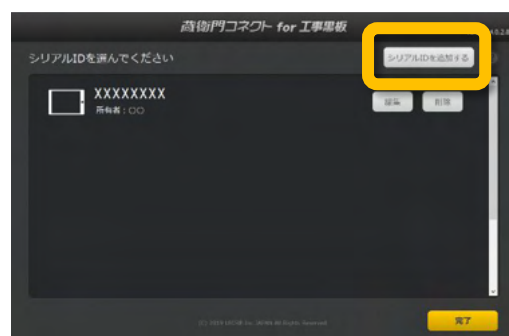 蔵衛門コネクト for 工事黒板
シリアルIDを選んでください
シリアルIDを追加する
XXXXXXXX
所有者：○○
編集
削除
完了